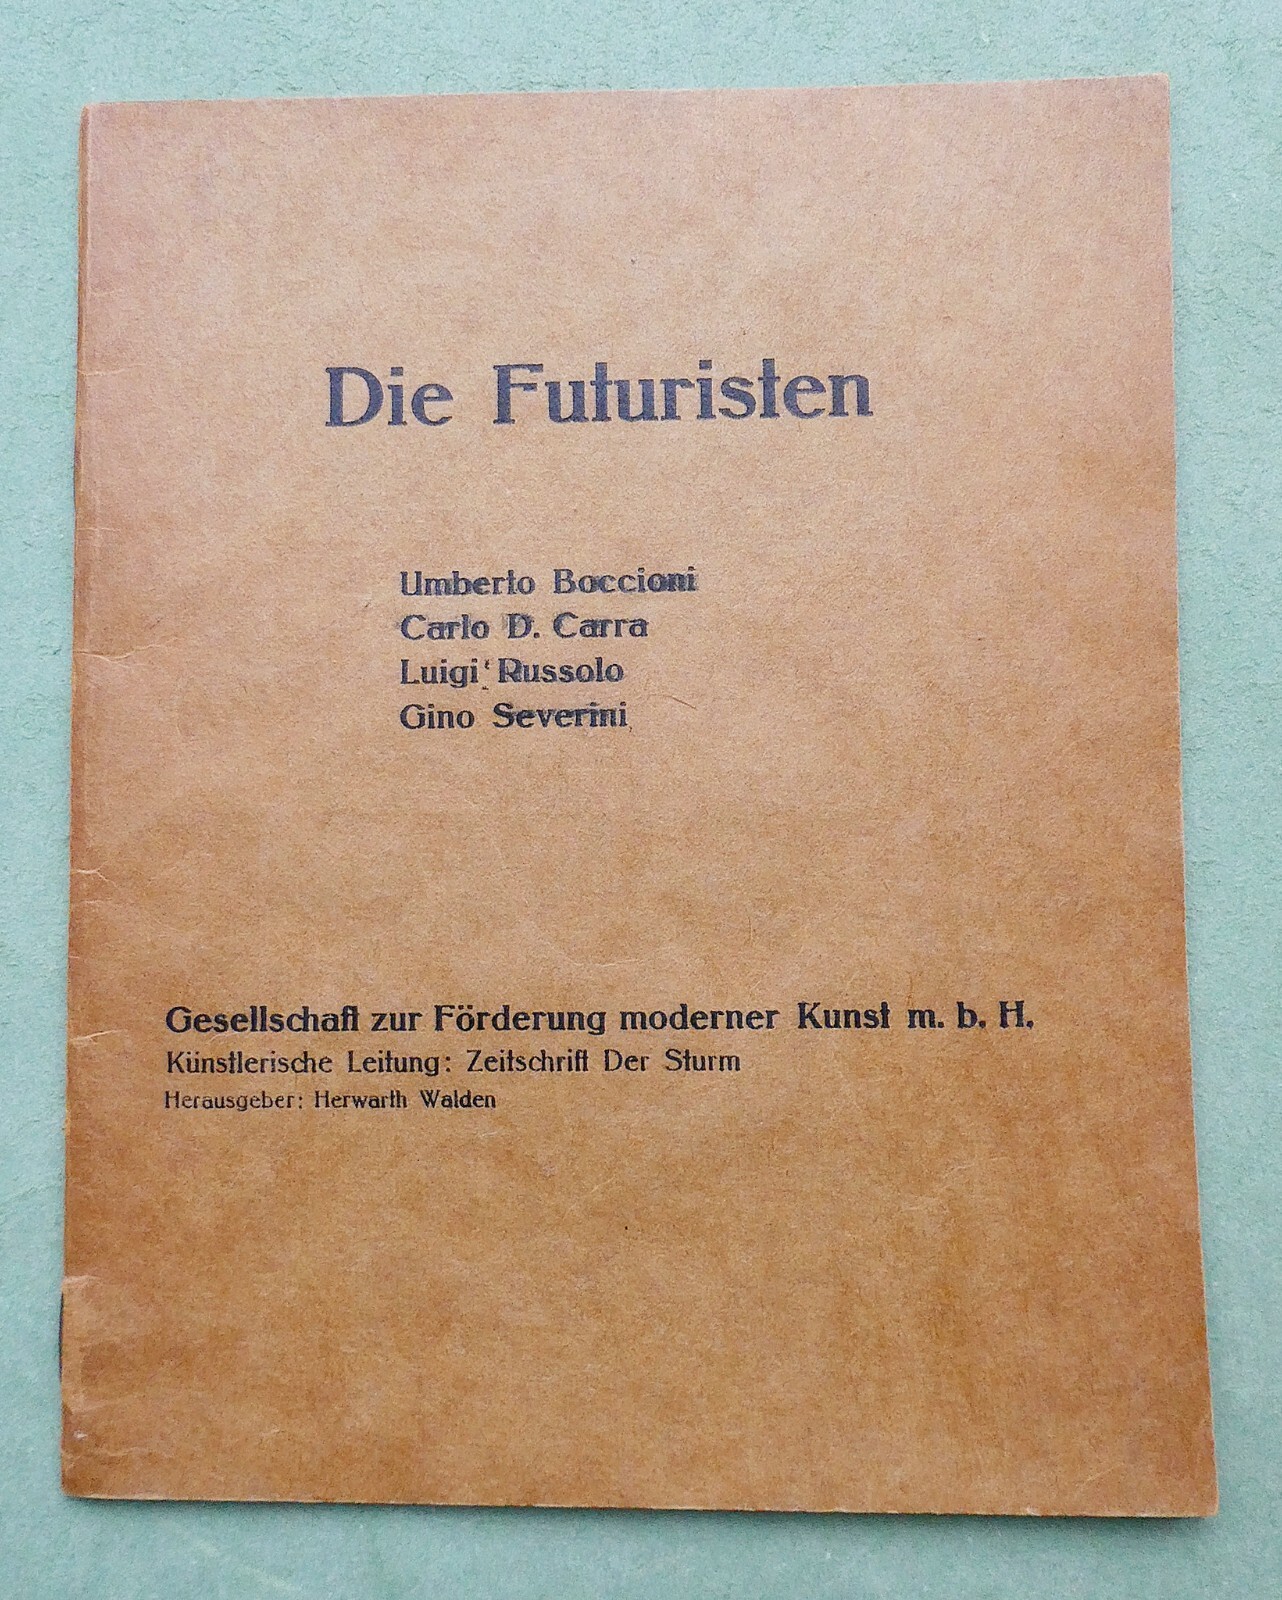 Die Futuristen
Umberto Boccioni
Carlo D. Carra
Luigi Russolo
Gino Severini
Gesellschaft zur Förderung moderner Kunst m. b. H.
Künstlerische Leitung: Zeitschrift Der Sturm
Herausgeber: Herwarth Walden